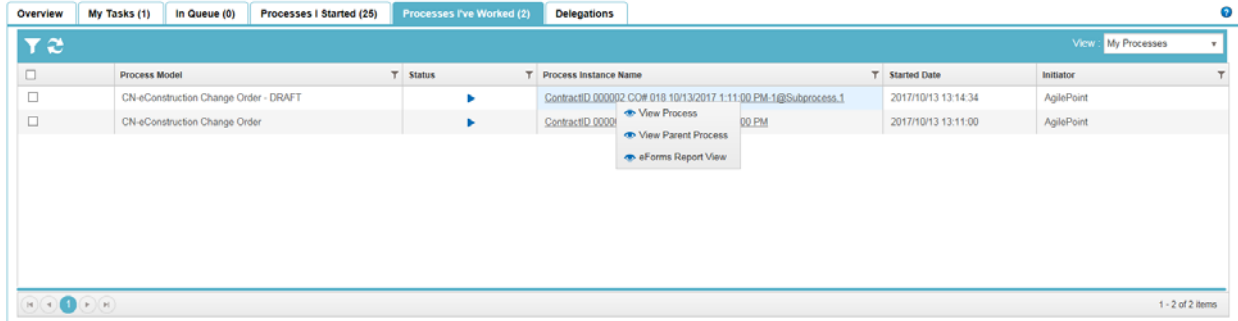 Overview My Tasks (1) In Queue (0) Processes I Started (25) Processes I've Worked (2) Delegations
View : My Processes
Process Model Status Process Instance Name Started Date Initiator
CN-eConstruction Change Order - DRAFT ContractID 000002 CO# 018 10/13/2017 1:11:00 PM-1@Subprocess.1 2017/10/13 13:14:34 AgilePoint
CN-eConstruction Change Order ContractID 0000 00 PM 2017/10/13 13:11:00 AgilePoint
View Process
View Parent Process
eForms Report View
1
1 - 2 of 2 items